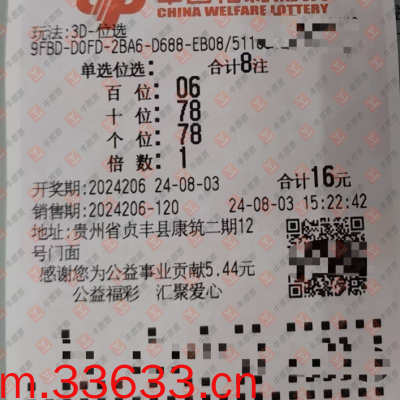 CHINA WELFARE LOTTERY
玩法:3D-位选
9FBD-D0FD-2BA6-D688-EB08/5110
单选位选: 合计8注
百 位: 06
十 位: 78
个 位: 78
倍 数: 1
开奖期:2024206 24-08-03 合计16元
销售期:2024206-120 24-08-03 15:22:42
地址:贵州省贞丰县康筑二期12
号门面
感谢您为公益事业贡献5.44元
公益福彩 汇聚爱心
m.33633.cn